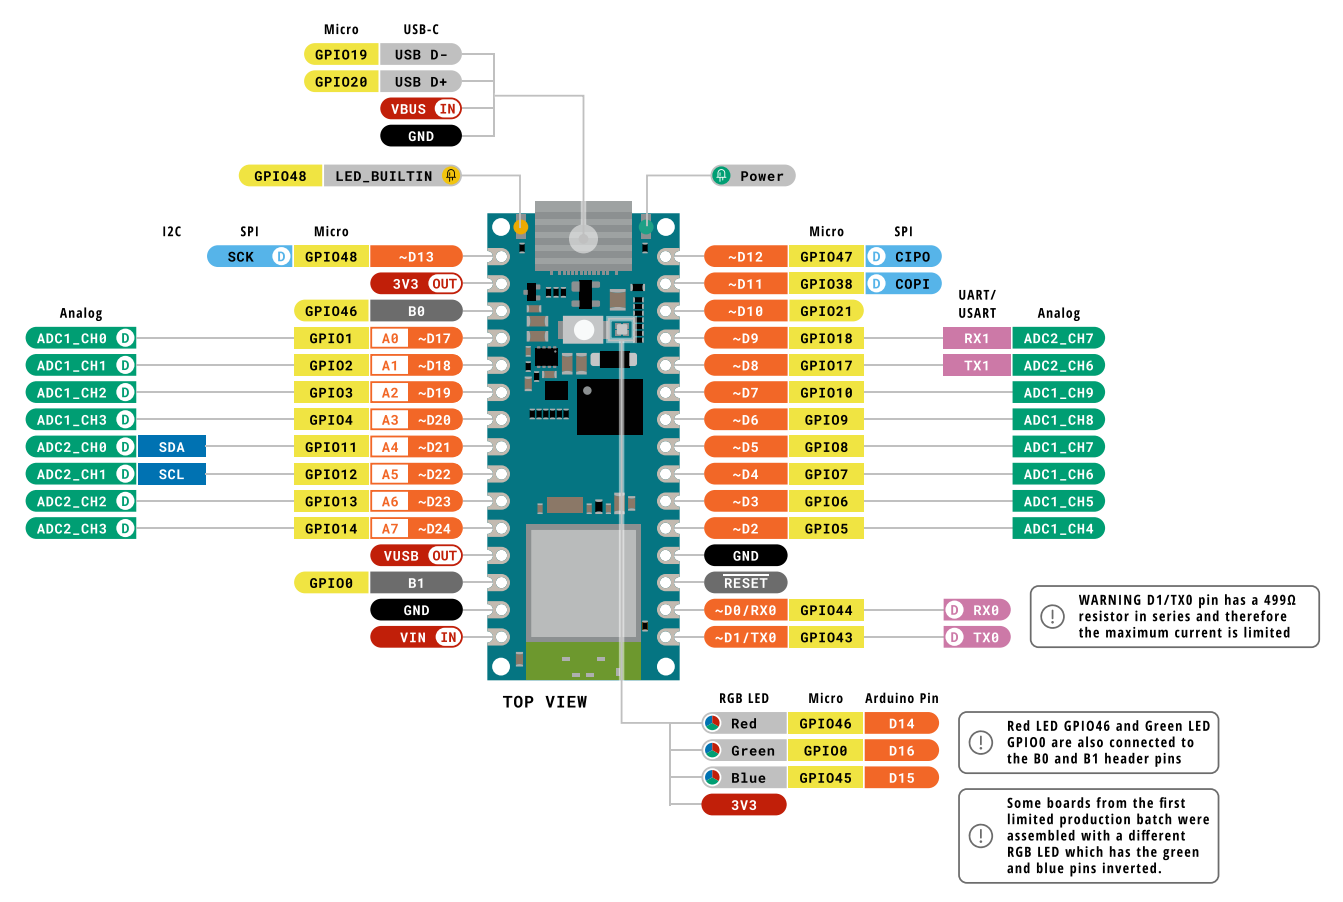 Micro USB-C
GPIO19 USB D-
GPIO20 USB D+
VBUS IN
GND
GPIO48 LED_BUILTIN
Power
I2C SPI Micro
Micro SPI
SCK D GPIO48 ~D13
~D12 GPIO47 D CIPO
3V3 OUT
~D11 GPIO38 D COPI
UART/
USART
Analog
Analog
GPIO46 B0
~D10 GPIO21
ADC1_CH0 D GPIO1 A0 ~D17
~D9 GPIO18 RX1 ADC2_CH7
ADC1_CH1 D GPIO2 A1 ~D18
~D8 GPIO17 TX1 ADC2_CH6
ADC1_CH2 D GPIO3 A2 ~D19
~D7 GPIO10 ADC1_CH9
ADC1_CH3 D GPIO4 A3 ~D20
~D6 GPIO9 ADC1_CH8
ADC2_CH0 D SDA GPIO11 A4 ~D21
~D5 GPIO8 ADC1_CH7
ADC2_CH1 D SCL GPIO12 A5 ~D22
~D4 GPIO7 ADC1_CH6
ADC2_CH2 D GPIO13 A6 ~D23
~D3 GPIO6 ADC1_CH5
ADC2_CH3 D GPIO14 A7 ~D24
~D2 GPIO5 ADC1_CH4
VUSB OUT
GND
GPIO0 B1
RESET
GND
~D0/RX0 GPIO44 D RX0
VIN IN
~D1/TX0 GPIO43 D TX0
! WARNING D1/TX0 pin has a 499Ω
resistor in series and therefore
the maximum current is limited
TOP VIEW
RGB LED Micro Arduino Pin
Red GPIO46 D14
Green GPIO0 D16
Blue GPIO45 D15
3V3
! Red LED GPIO46 and Green LED
GPIO0 are also connected to
the B0 and B1 header pins
! Some boards from the first
limited production batch were
assembled with a different
RGB LED which has the green
and blue pins inverted.